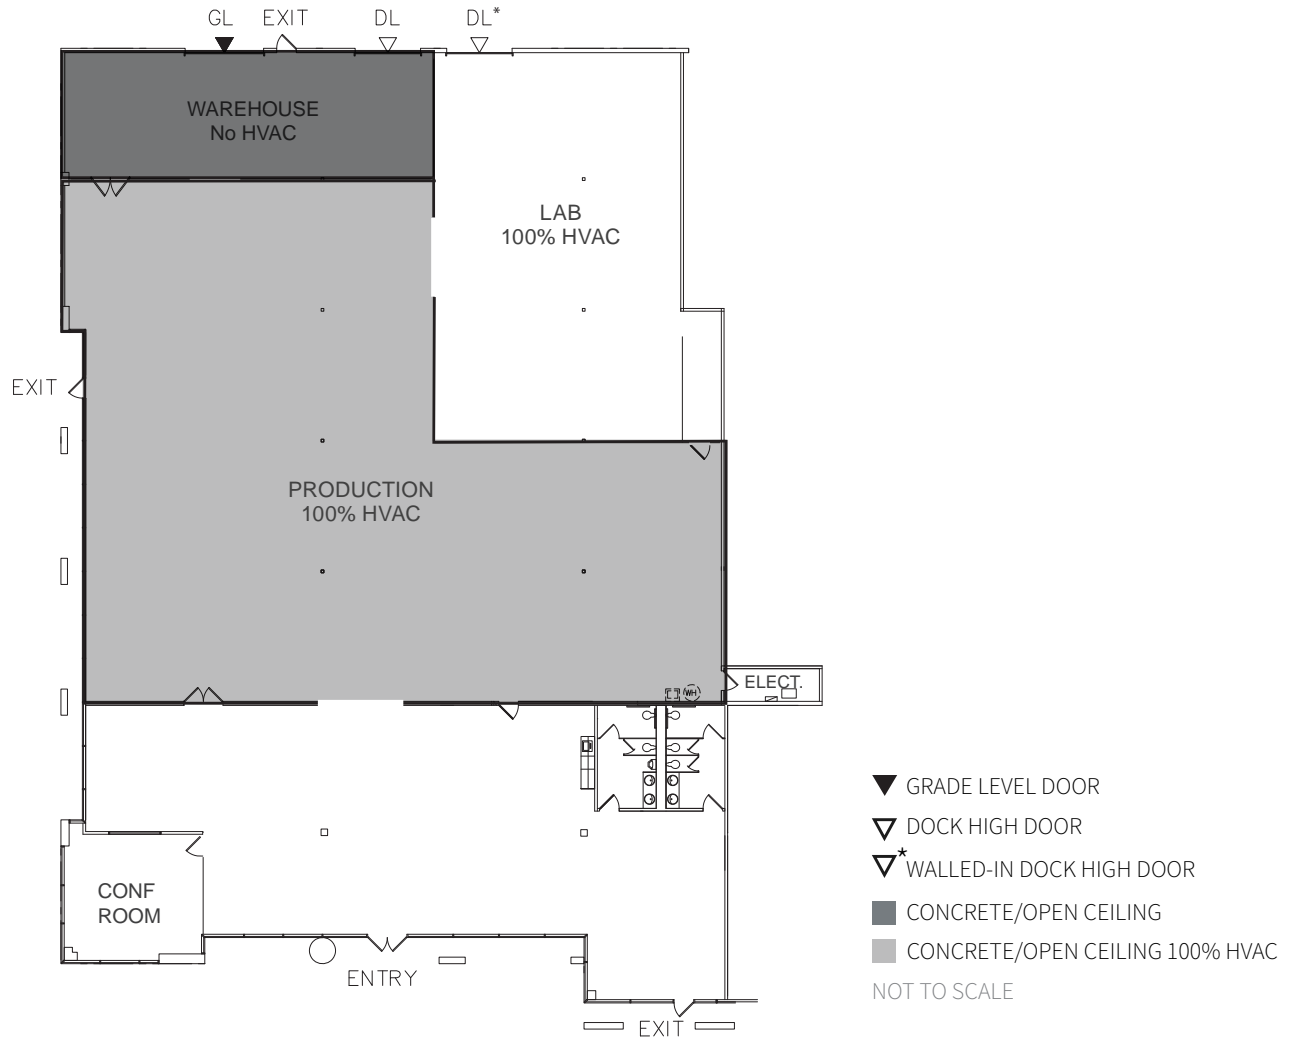 GL EXIT DL DL*
WAREHOUSE
No HVAC
LAB
100% HVAC
EXIT
PRODUCTION
100% HVAC
WH
ELECT.
CONF
ROOM
ENTRY
EXIT
GRADE LEVEL DOOR
DOCK HIGH DOOR
*WALLED-IN DOCK HIGH DOOR
CONCRETE/OPEN CEILING
CONCRETE/OPEN CEILING 100% HVAC
NOT TO SCALE